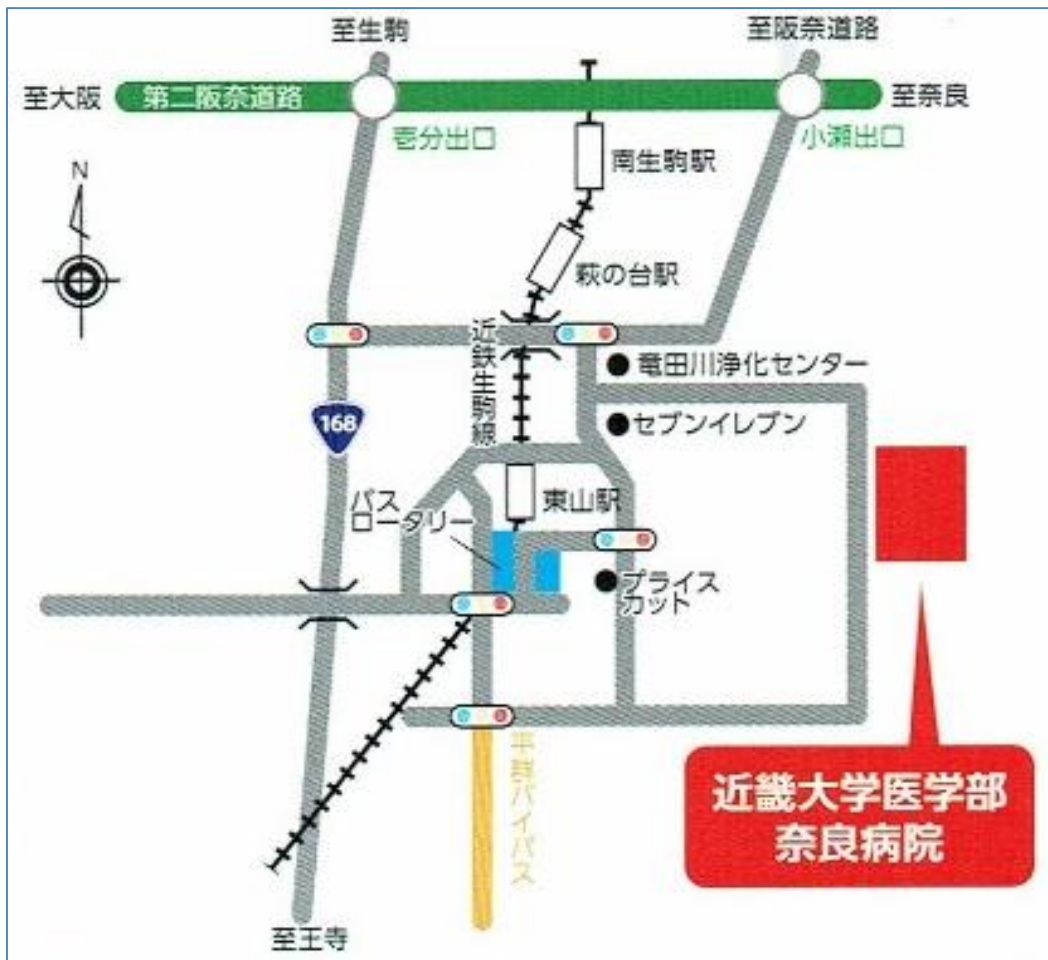 至生駒
至阪奈道路
至大阪
第二阪奈道路
至奈良
壱分出口
小瀬出口
南生駒駅
N
萩の台駅
近鉄生駒線
竜田川浄化センター
168
セブンイレブン
バス
ロータリー
東山駅
プライス
カット
平群バイパス
近畿大学医学部
奈良病院
至王寺